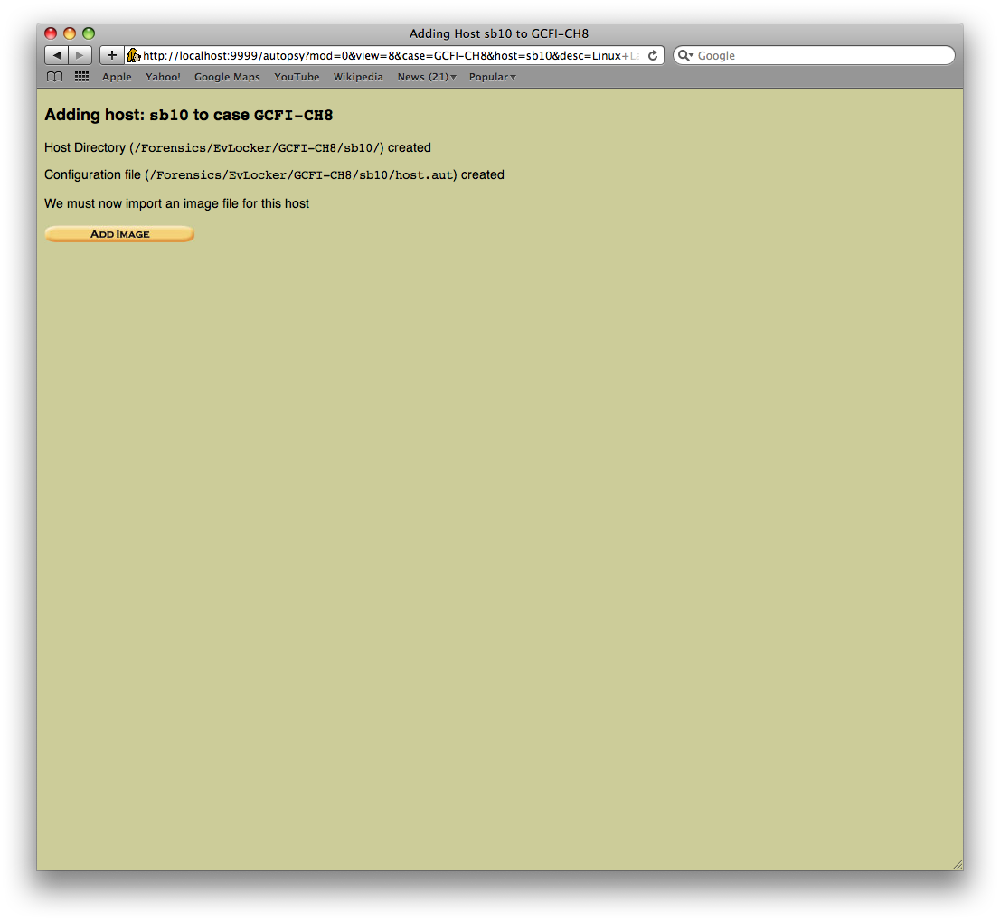 Adding Host sb10 to GCFI-CH8
http://localhost:9999/autopsy?mod=0&view=8&case=GCFI-CH8&host=sb10&desc=Linux+La
Google
Apple Yahoo! Google Maps YouTube Wikipedia News (21) Popular
Adding host: sb10 to case GCFI-CH8
Host Directory (/Forensics/EvLocker/GCFI-CH8/sb10/) created
Configuration file (/Forensics/EvLocker/GCFI-CH8/sb10/host.aut) created
We must now import an image file for this host
ADD IMAGE